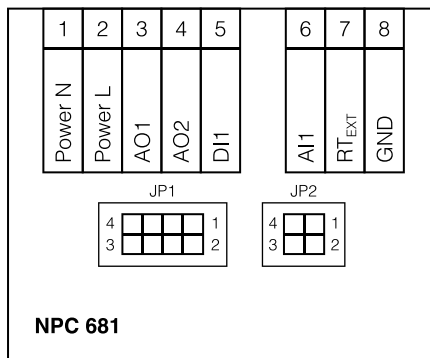 1 2 3 4 5 6 7 8
Power N Power L AO1 AO2 DI1 AI1 RTEXT GND
JP1 JP2
4 1 4 1
3 2 3 2
NPC 681